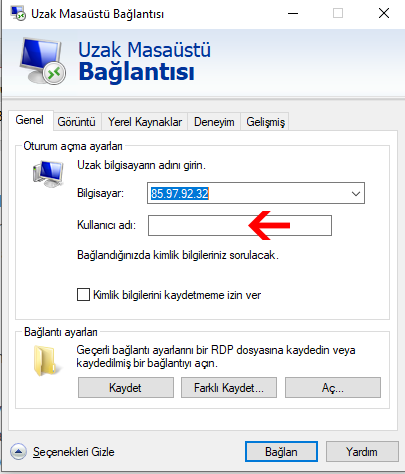 Uzak Masaüstü Bağlantısı
Uzak Masaüstü
Bağlantısı
Genel Görüntü Yerel Kaynaklar Deneyim Gelişmiş
Oturum açma ayarları
Uzak bilgisayarın adını girin.
Bilgisayar: 85.97.92.32
Kullanıcı adı:
Bağlandığınızda kimlik bilgileriniz sorulacak.
Kimlik bilgilerini kaydetmeme izin ver
Bağlantı ayarları
Geçerli bağlantı ayarlarını bir RDP dosyasına kaydedin veya
kaydedilmiş bir bağlantıyı açın.
Kaydet Farklı Kaydet... Aç...
Seçenekleri Gizle Bağlan Yardım